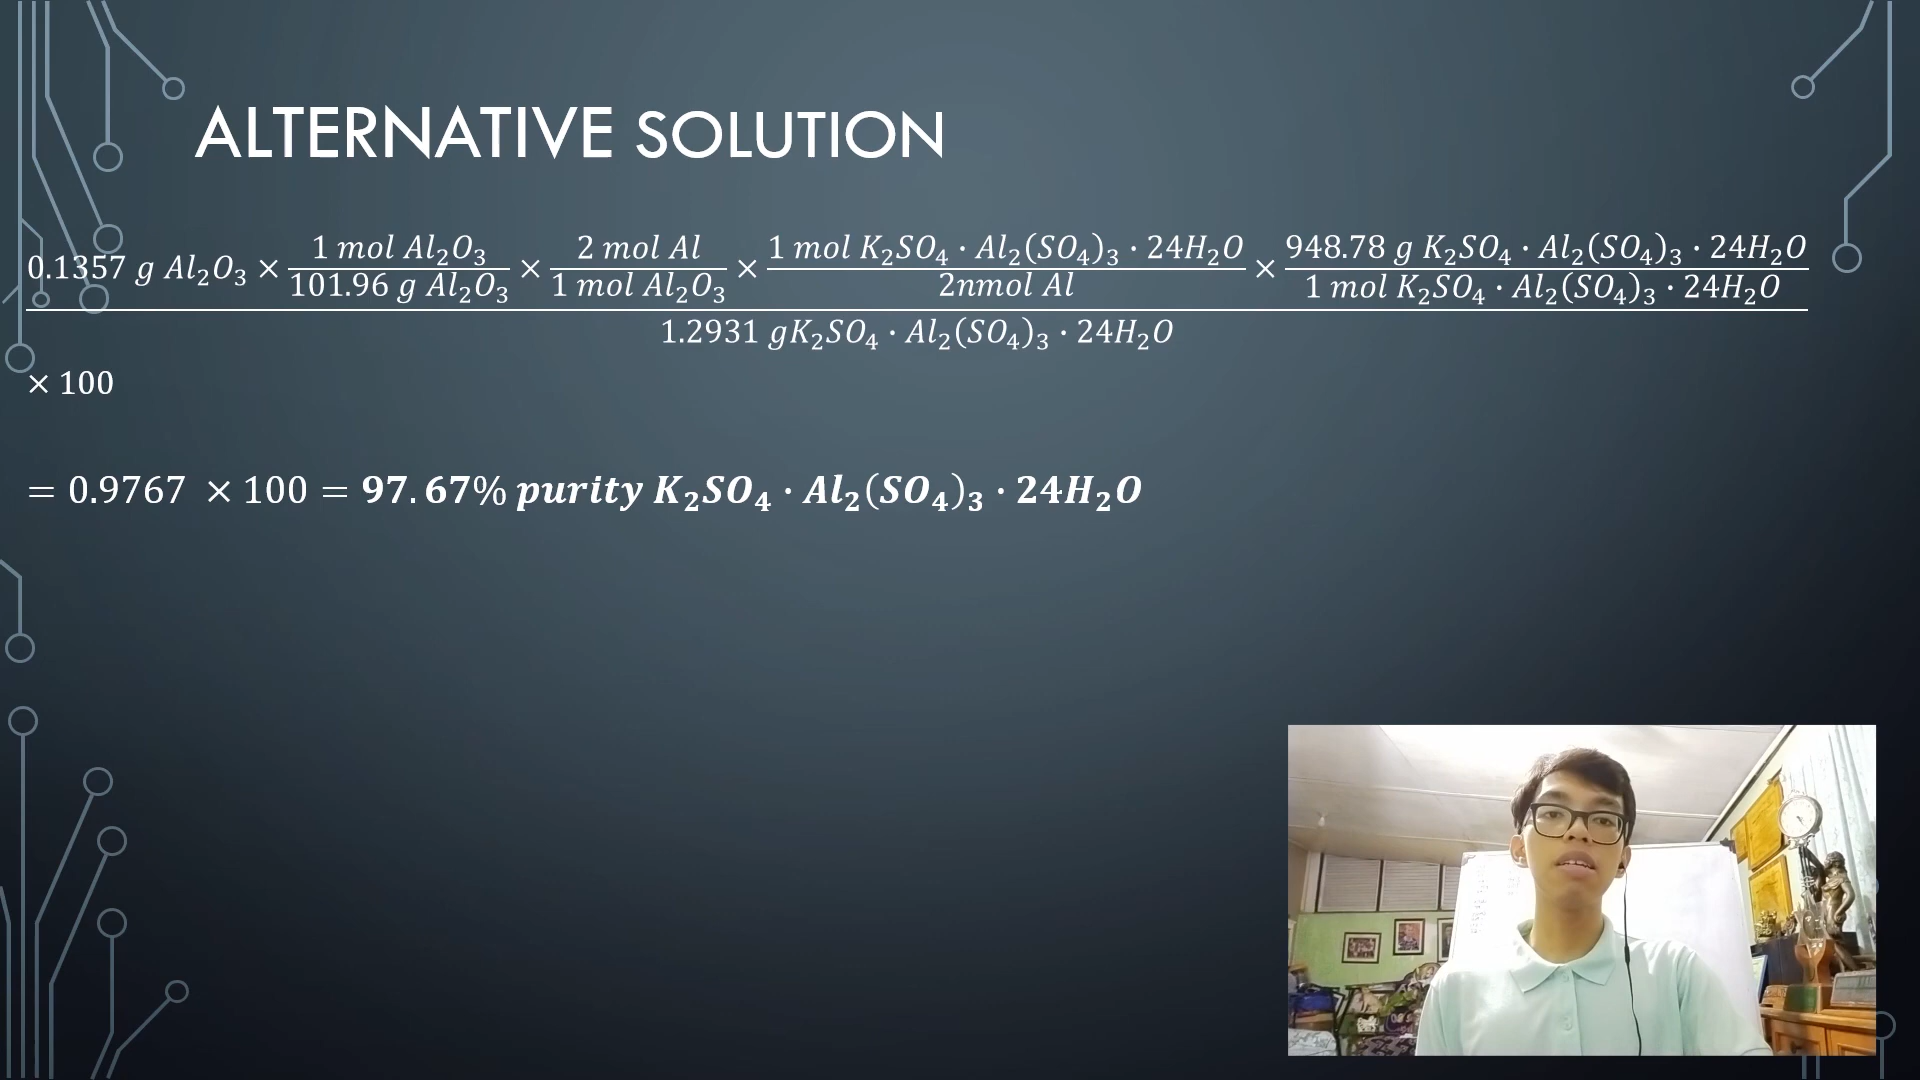 ALTERNATIVE SOLUTION
0.1357 g Al₂O₃ × 1 mol Al₂O₃ / 101.96 g Al₂O₃ × 2 mol Al / 1 mol Al₂O₃ × 1 mol K₂SO₄ · Al₂(SO₄)₃ · 24H₂O / 2nmol Al × 948.78 g K₂SO₄ · Al₂(SO₄)₃ · 24H₂O / 1 mol K₂SO₄ · Al₂(SO₄)₃ · 24H₂O
1.2931 gK₂SO₄ · Al₂(SO₄)₃ · 24H₂O
× 100
= 0.9767 × 100 = 97.67% purity K₂SO₄ · Al₂(SO₄)₃ · 24H₂O